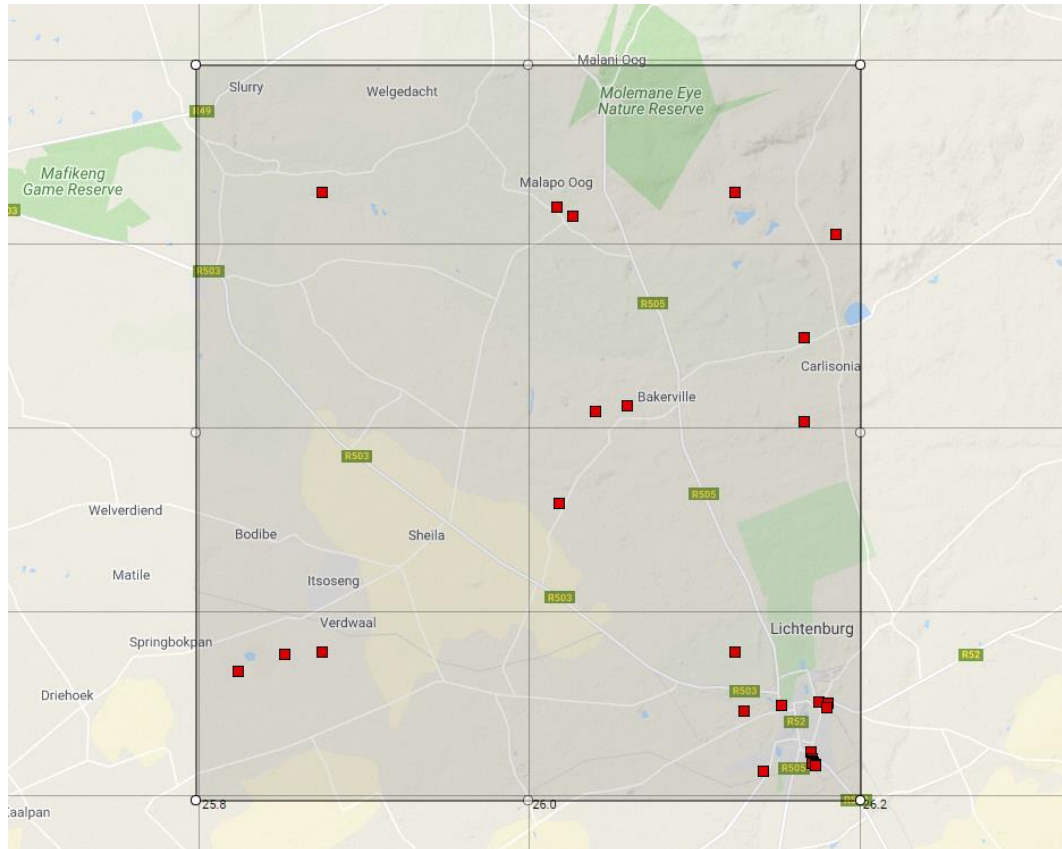 Malani Oog
Slurry
Welgedacht
Molemane Eye
Nature Reserve
R49
Mafikeng
Game Reserve
Malapo Oog
03
R503
R505
Carlisonia
Bakerville
R503
R505
Welverdiend
Bodibe
Sheila
Matile
Itsoseng
R503
Verdwaal
Lichtenburg
Springbokpan
R52
Driehoek
R503
R52
R505
25.8
26.0
26.2